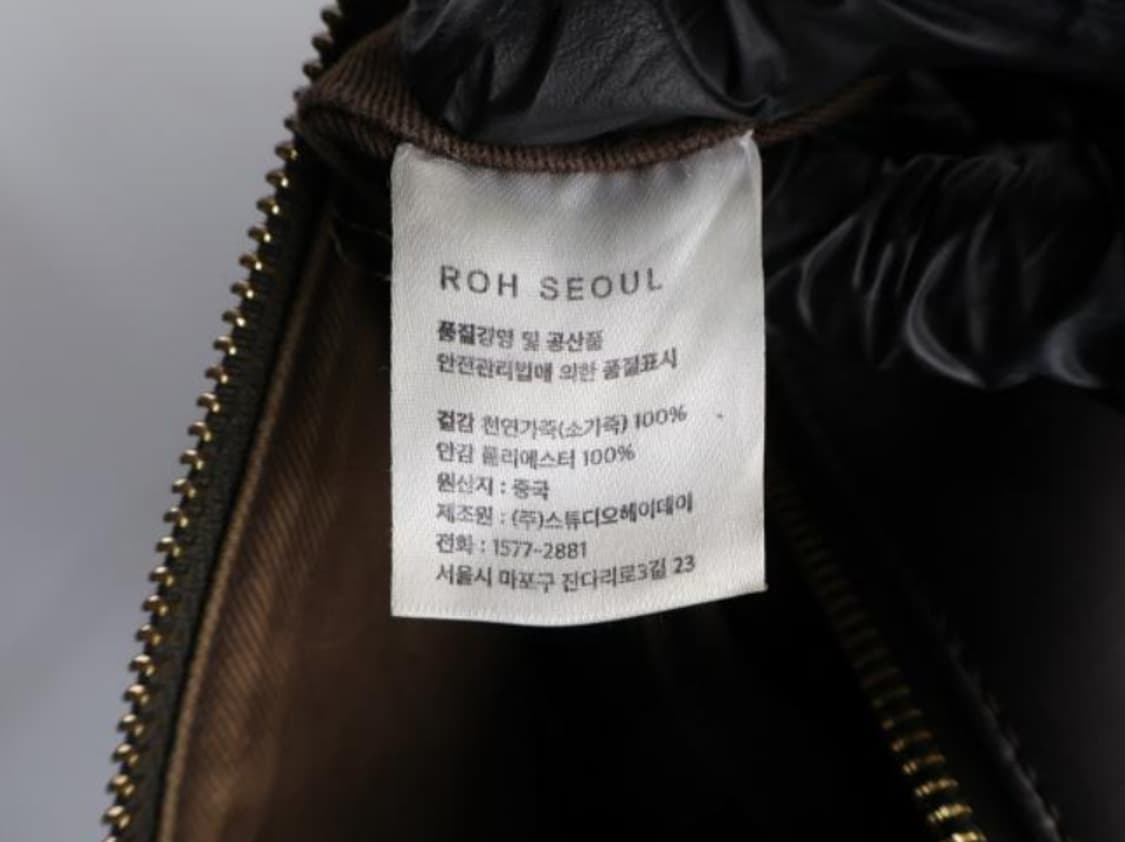 ROH SEOUL
품질경영 및 공산품
안전관리법에 의한 품질표시
겉감 천연가죽(소가죽) 100%
안감 폴리에스터 100%
원산지 : 중국
제조원 : (주)스튜디오헤이데이
전화 : 1577-2881
서울시 마포구 잔다리로3길 23